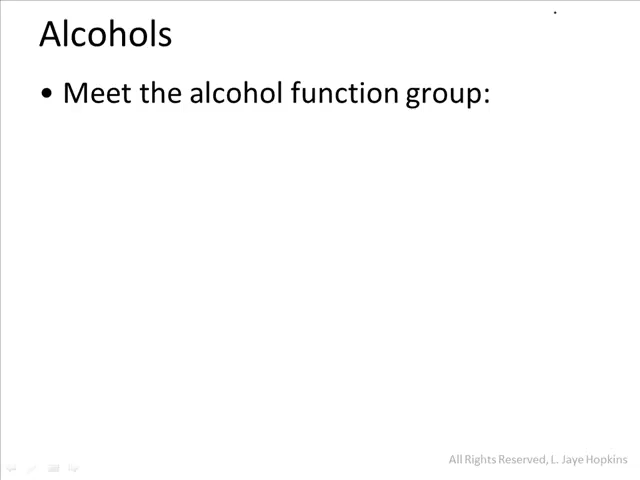 Alcohols
• Meet the alcohol function group:
All Rights Reserved, L. Jaye Hopkins